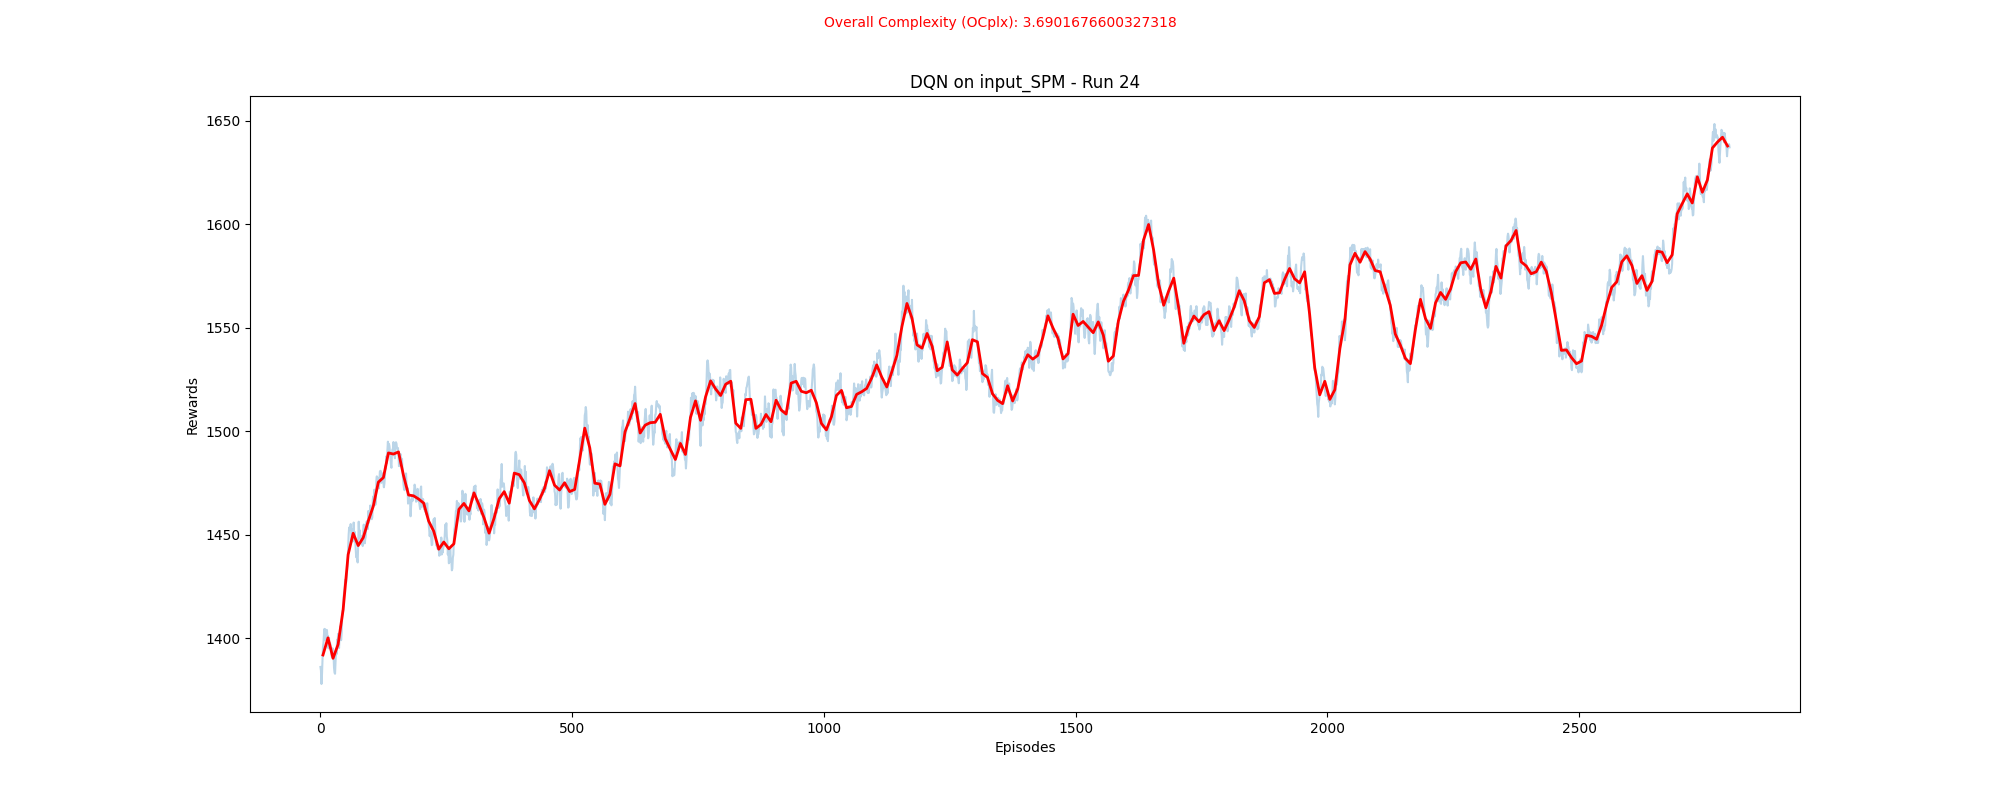 Overall Complexity (OCplx): 3.6901676600327318
DQN on input_SPM - Run 24
1650
1600
1550
1500
1450
1400
Rewards
0 500 1000 1500 2000 2500
Episodes